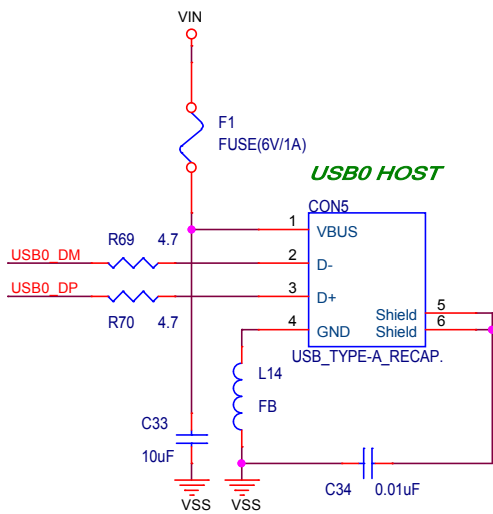 VIN
F1
FUSE(6V/1A)
USB0 HOST
CON5
1
VBUS
R69
4.7
USB0_DM
2
D-
USB0_DP
3
D+
R70
4.7
4
GND
Shield
5
Shield
6
USB_TYPE-A_RECAP.
L14
FB
C33
10uF
C34
0.01uF
VSS
VSS